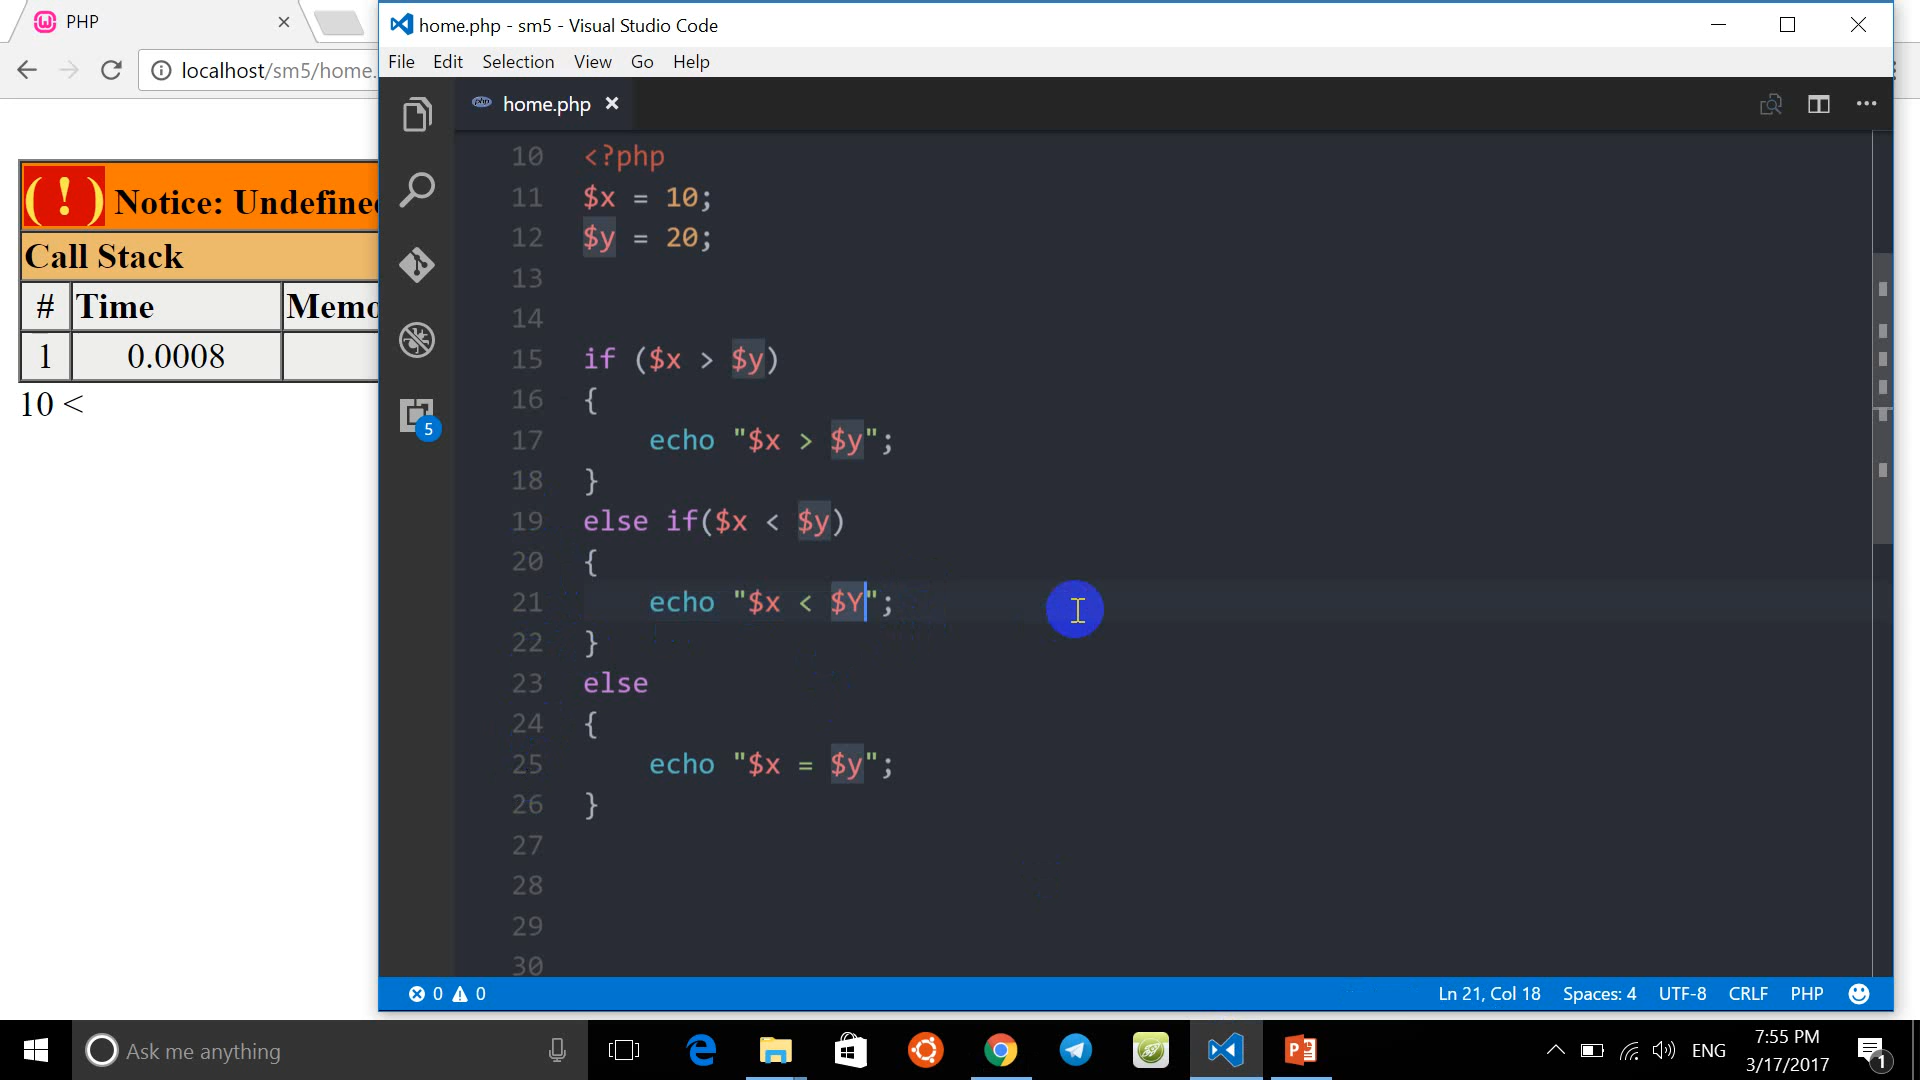 PHP
localhost/sm5/home.
( ! ) Notice: Undefined
Call Stack
# Time Memo
1 0.0008
10 <
home.php - sm5 - Visual Studio Code
File Edit Selection View Go Help
home.php
10 <?php
11 $x = 10;
12 $y = 20;
13
14
15 if ($x > $y)
16 {
17 echo "$x > $y";
18 }
19 else if($x < $y)
20 {
21 echo "$x < $Y";
22 }
23 else
24 {
25 echo "$x = $y";
26 }
27
28
29
30
5
0 0
Ln 21, Col 18 Spaces: 4 UTF-8 CRLF PHP
Ask me anything
ENG
7:55 PM
3/17/2017
1